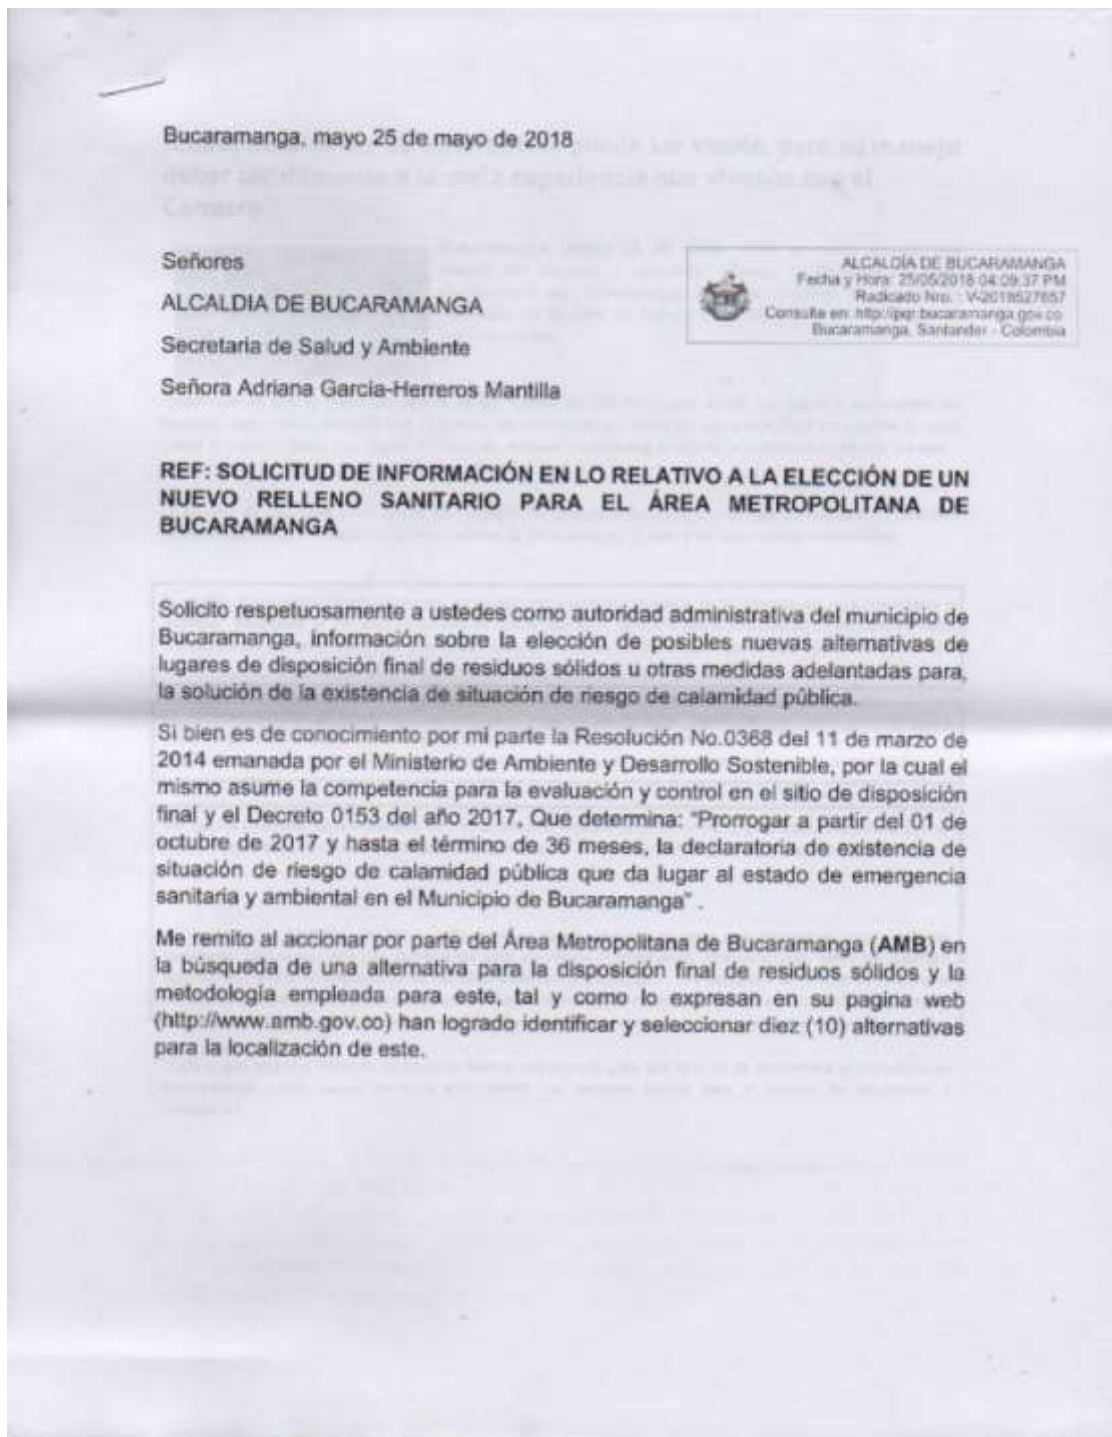 Bucaramanga, mayo 25 de mayo de 2018
Señores
ALCALDIA DE BUCARAMANGA
Secretaria de Salud y Ambiente
Señora Adriana García-Herreros Mantilla
ALCALDÍA DE BUCARAMANGA
Fecha y Hora: 25/05/2018 04:09:37 PM
Radicado Nro. : V-2018527657
Consulte en: http://pqr.bucaramanga.gov.co
Bucaramanga, Santander - Colombia
REF: SOLICITUD DE INFORMACIÓN EN LO RELATIVO A LA ELECCIÓN DE UN
NUEVO RELLENO SANITARIO PARA EL ÁREA METROPOLITANA DE
BUCARAMANGA
Solicito respetuosamente a ustedes como autoridad administrativa del municipio de
Bucaramanga, información sobre la elección de posibles nuevas alternativas de
lugares de disposición final de residuos sólidos u otras medidas adelantadas para,
la solución de la existencia de situación de riesgo de calamidad pública.
Si bien es de conocimiento por mi parte la Resolución No.0368 del 11 de marzo de
2014 emanada por el Ministerio de Ambiente y Desarrollo Sostenible, por la cual el
mismo asume la competencia para la evaluación y control en el sitio de disposición
final y el Decreto 0153 del año 2017, Que determina: "Prorrogar a partir del 01 de
octubre de 2017 y hasta el término de 36 meses, la declaratoria de existencia de
situación de riesgo de calamidad pública que da lugar al estado de emergencia
sanitaria y ambiental en el Municipio de Bucaramanga" .
Me remito al accionar por parte del Área Metropolitana de Bucaramanga (AMB) en
la búsqueda de una alternativa para la disposición final de residuos sólidos y la
metodología empleada para este, tal y como lo expresan en su pagina web
(http://www.amb.gov.co) han logrado identificar y seleccionar diez (10) alternativas
para la localización de este.